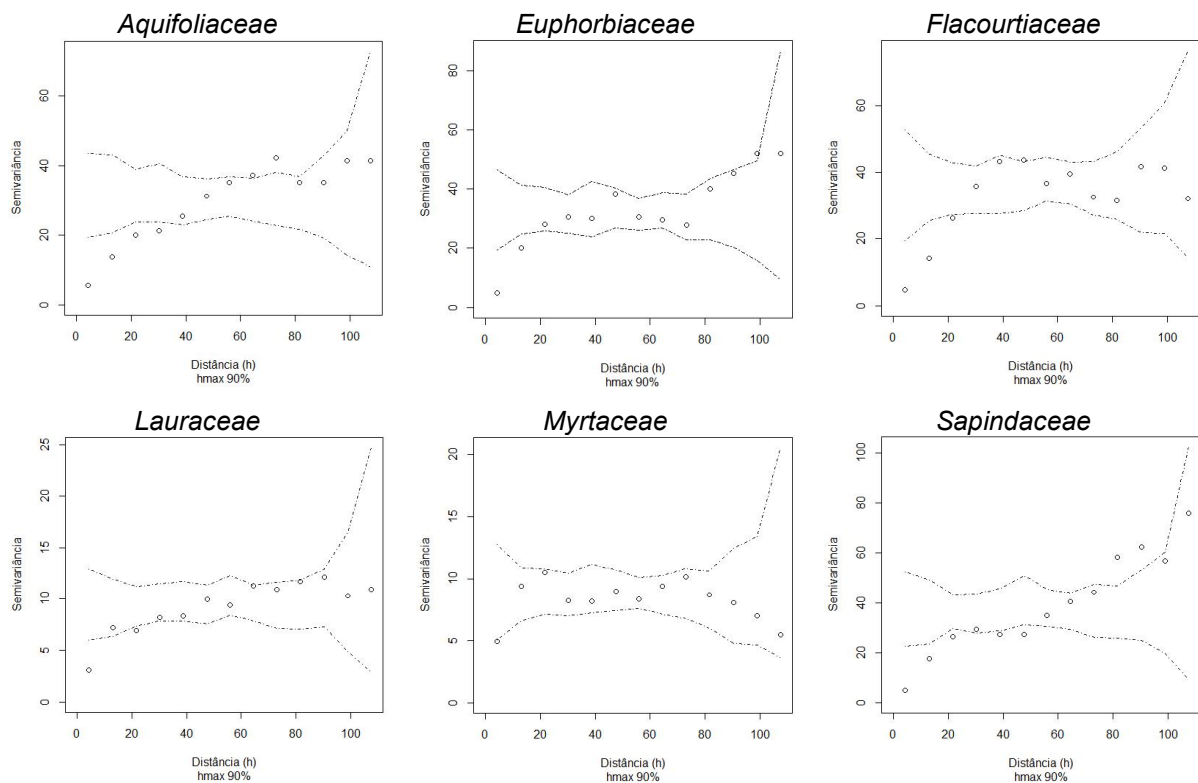 Aquifoliaceae
Semivariância
60
40
20
0
0 20 40 60 80 100
Distância (h)
hmax 90%
Euphorbiaceae
Semivariância
80
60
40
20
0
0 20 40 60 80 100
Distância (h)
hmax 90%
Flacourtiaceae
Semivariância
60
40
20
0
0 20 40 60 80 100
Distância (h)
hmax 90%
Lauraceae
Semivariância
25
20
15
10
5
0
0 20 40 60 80 100
Distância (h)
hmax 90%
Myrtaceae
Semivariância
20
15
10
5
0
0 20 40 60 80 100
Distância (h)
hmax 90%
Sapindaceae
Semivariância
100
80
60
40
20
0
0 20 40 60 80 100
Distância (h)
hmax 90%